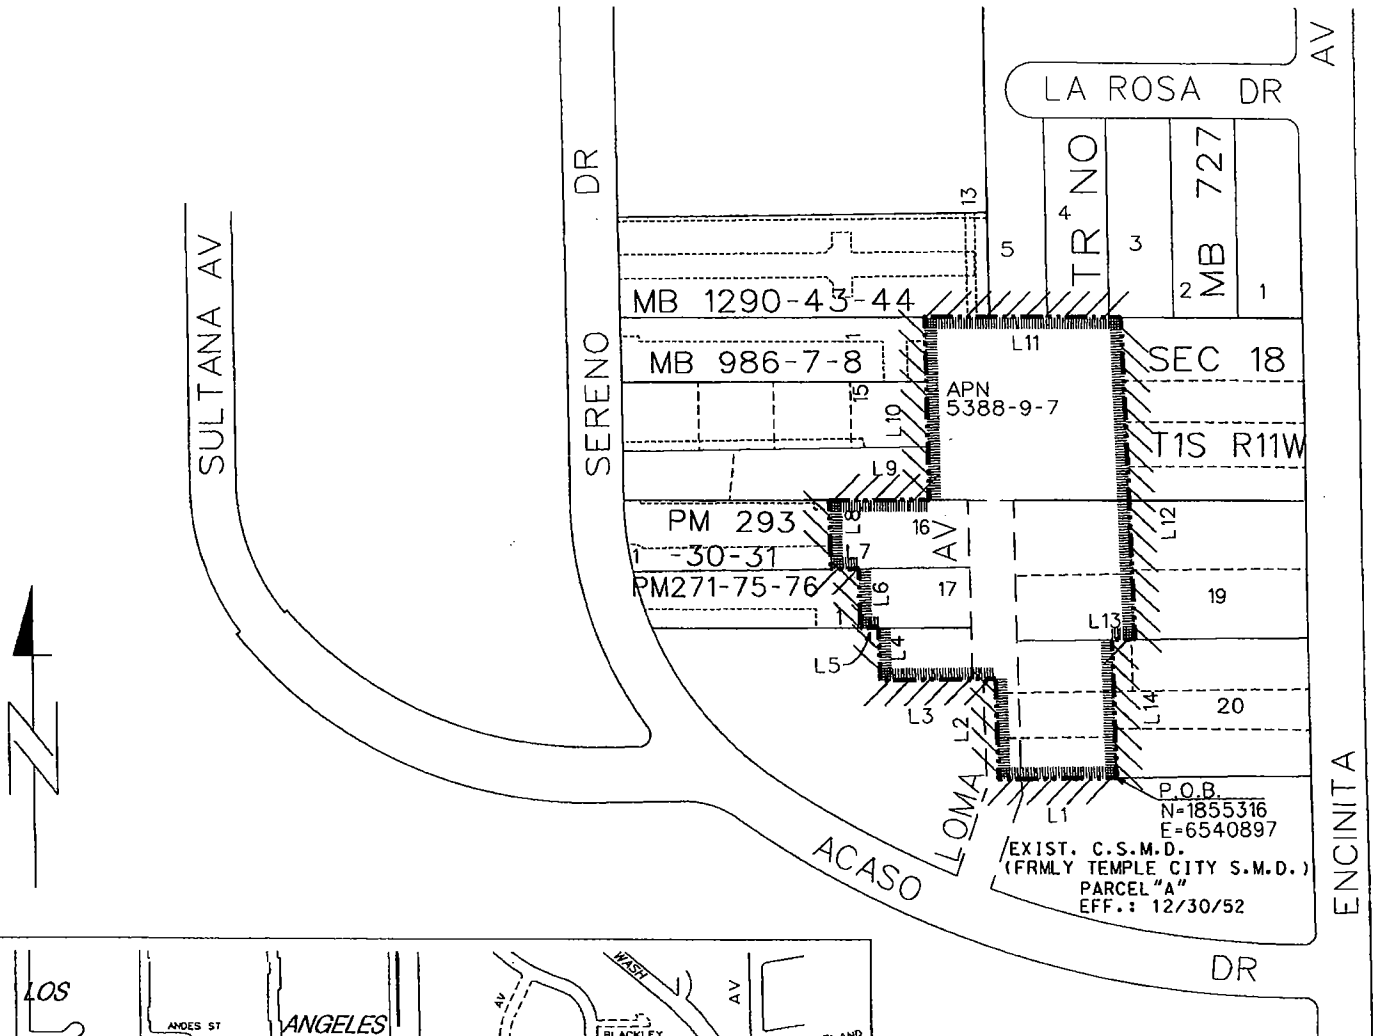 AV
LA ROSA DR
DR
TR NO
MB 727
13
5
4
3
2
1
SULTANA AV
MB 1290-43-44
SERENO
1
MB 986-7-8
L11
SEC 18
APN
5388-9-7
15
L10
T1S R11W
L9
PM 293
L8
16
AV
L12
1
-30-31
L7
PM271-75-76
L6
17
19
1
L13
L5
L4
L3
L2
L14
20
LOMA
P.O.B.
N=1855316
E=6540897
L1
ENCINITA
ACASO
EXIST. C.S.M.D.
(FRMLY TEMPLE CITY S.M.D.)
PARCEL "A"
EFF.: 12/30/52
DR
LOS
ANDES ST
ANGELES
AV
WASH
AV
BLACKLEY